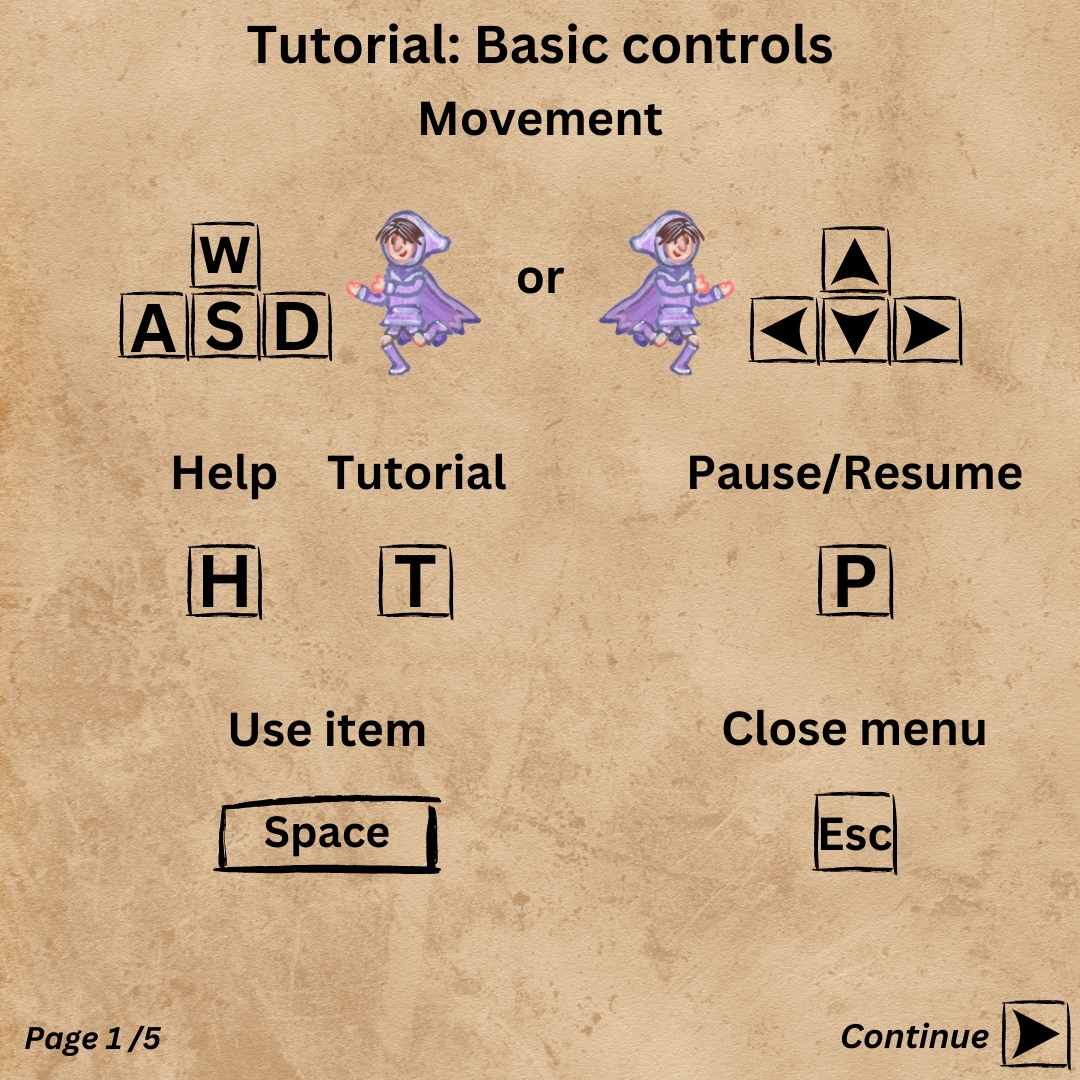 Tutorial: Basic controls
Movement
W
A S D
or
Help Tutorial Pause/Resume
H T P
Use item Close menu
Space Esc
Page 1 /5 Continue